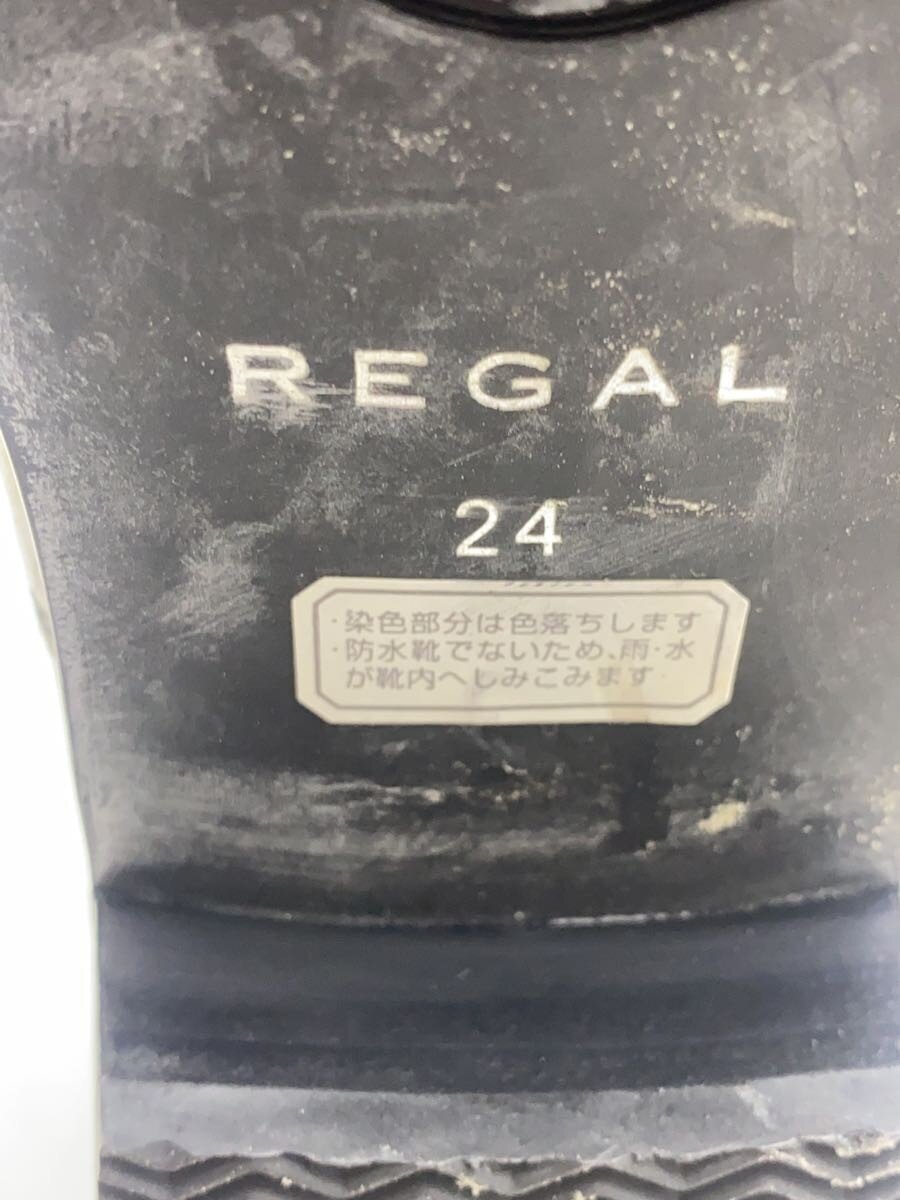 REGAL
24
・染色部分は色落ちします
・防水靴でないため、雨・水
が靴内へしみこみます・